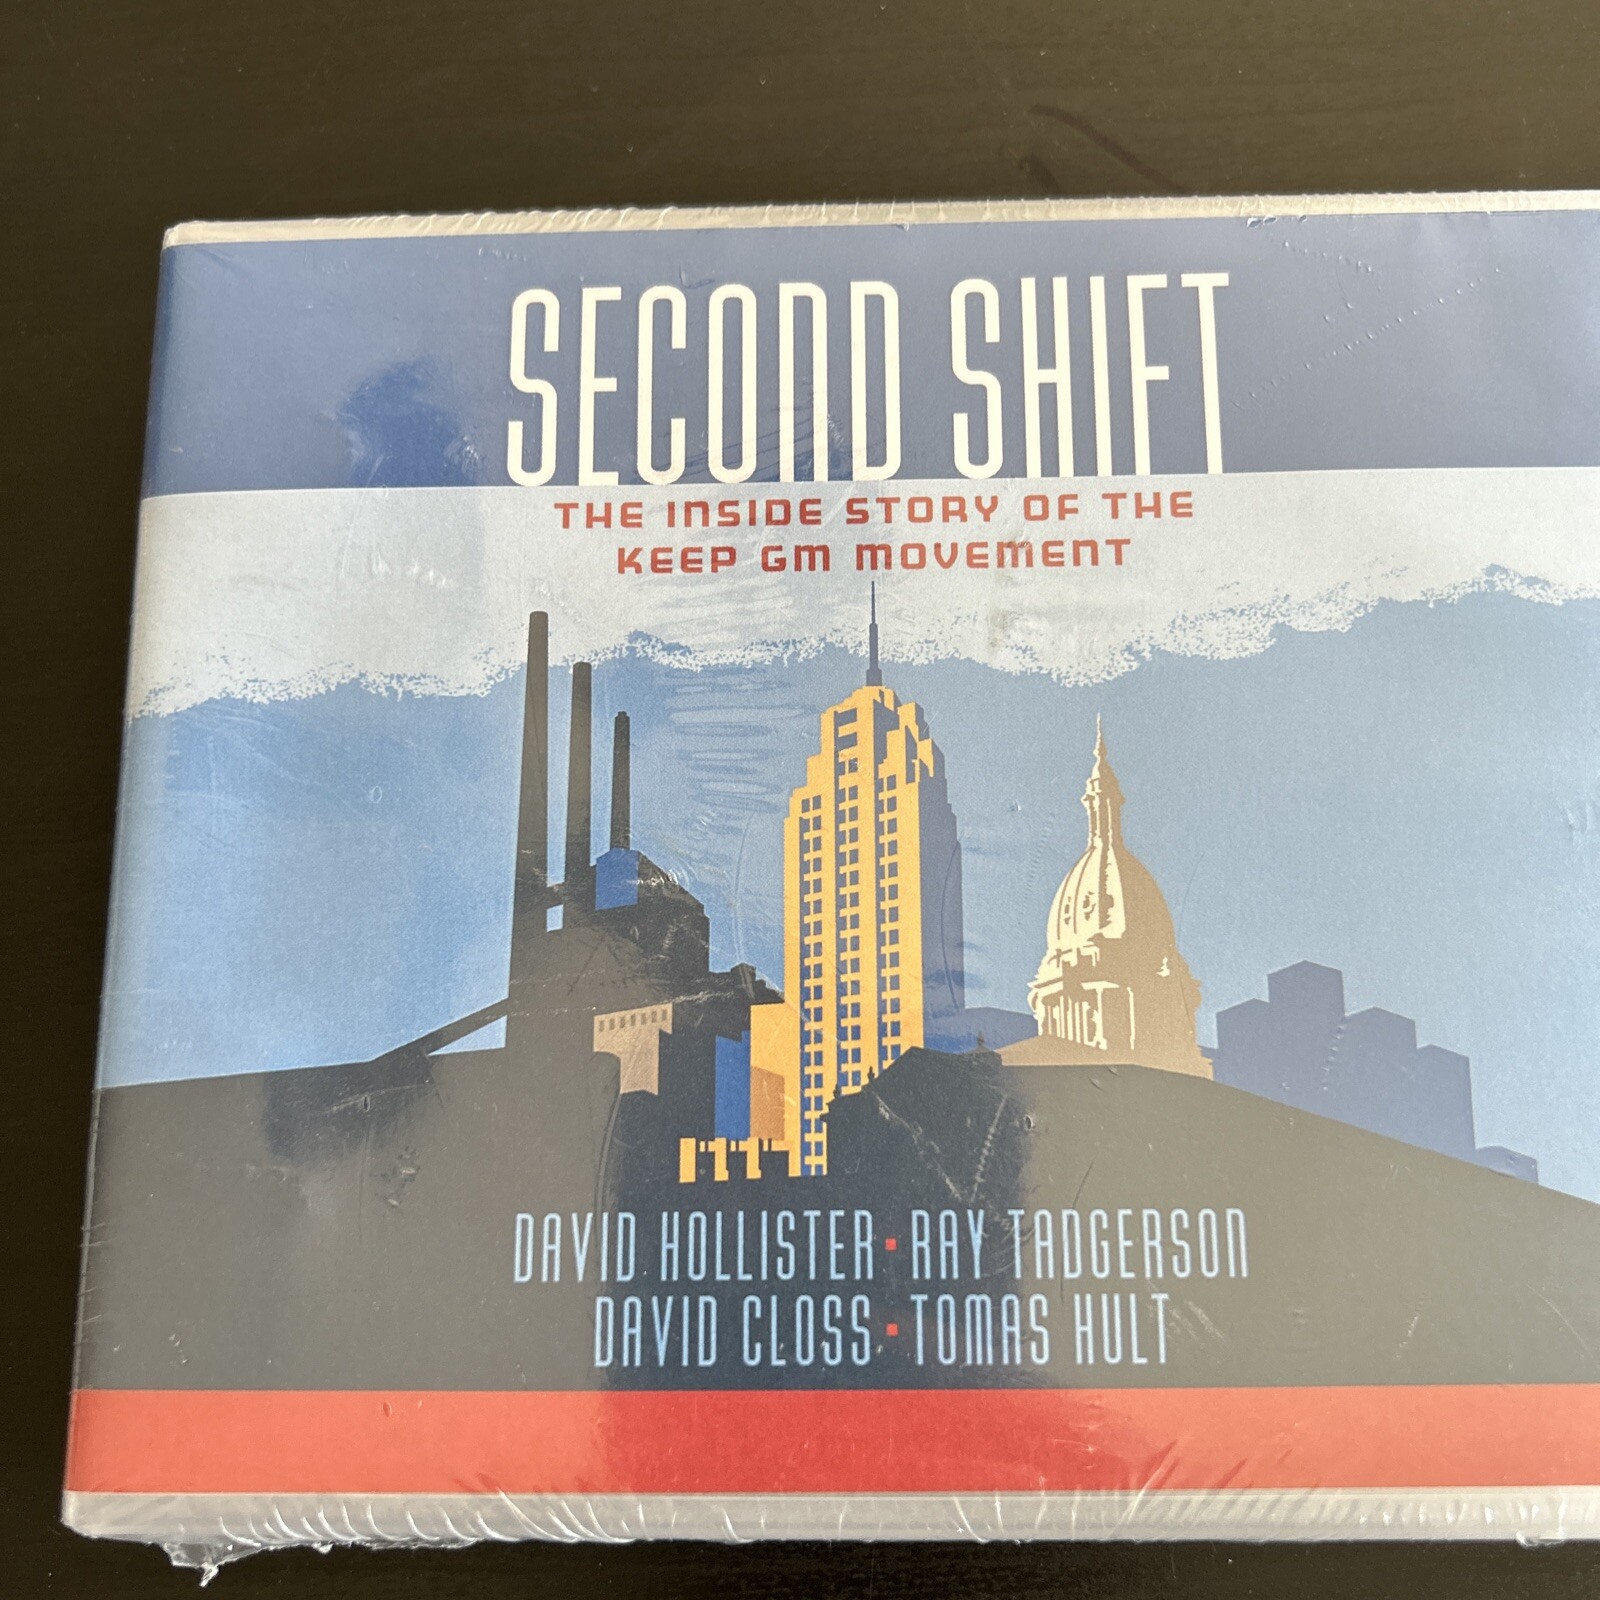 SECOND SHIFT
THE INSIDE STORY OF THE
KEEP GM MOVEMENT
DAVID HOLLISTER ▪ RAY TADGERSON
DAVID CLOSS ▪ TOMAS HULT